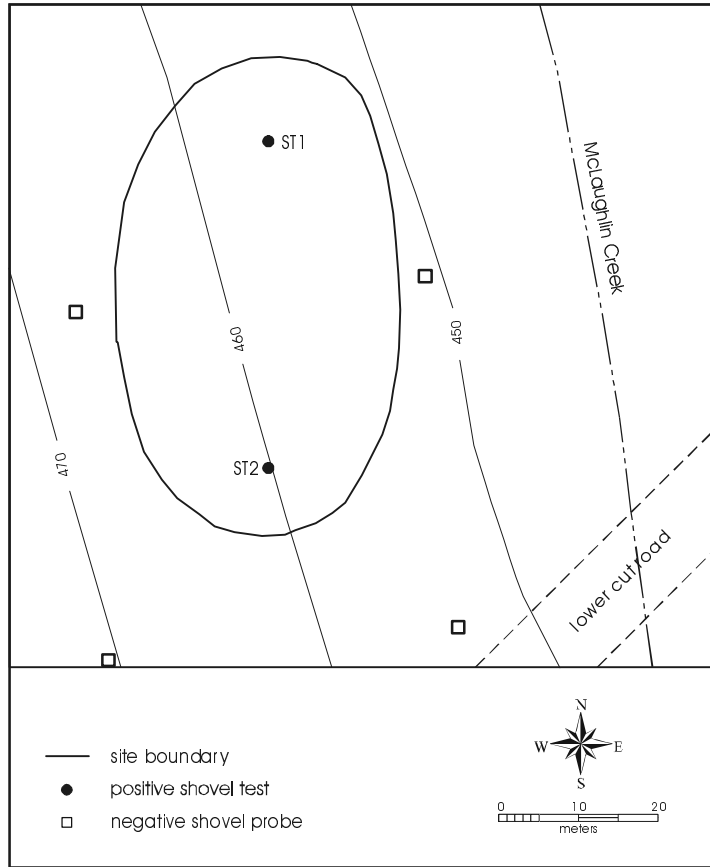 ST1
McLaughlin Creek
460
450
470
ST2
lower cut road
site boundary
positive shovel test
negative shovel probe
N
W E
S
0 10 20
meters